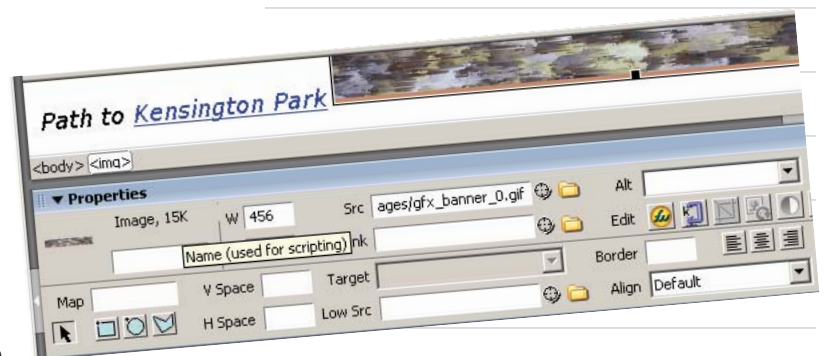 Path to Kensington Park
<body> <img>
Properties
Image, 15K W 456 Src ages/gfx_banner_0.gif Alt
Name (used for scripting) nk Edit
Map V Space Target Border
H Space Low Src Align Default